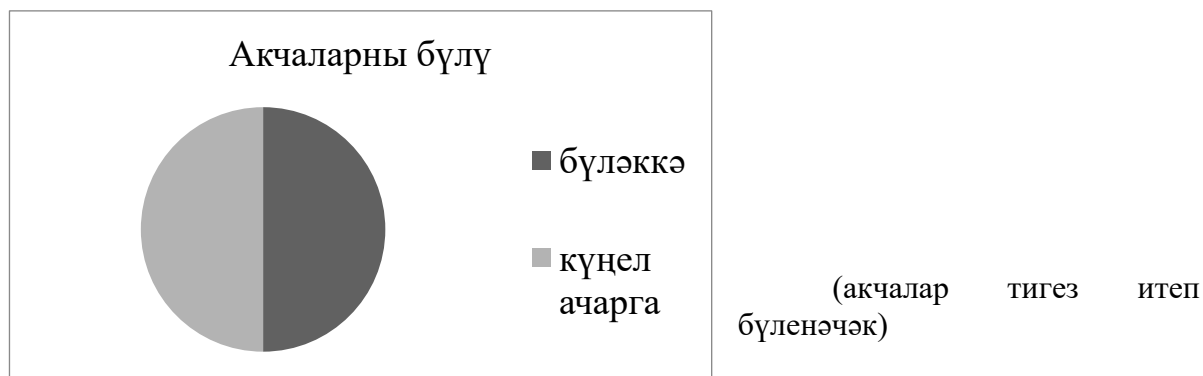 Акчаларны бүлү
бүләккә
күңел
ачарга
(акчалар тигез итеп
бүленәчәк)